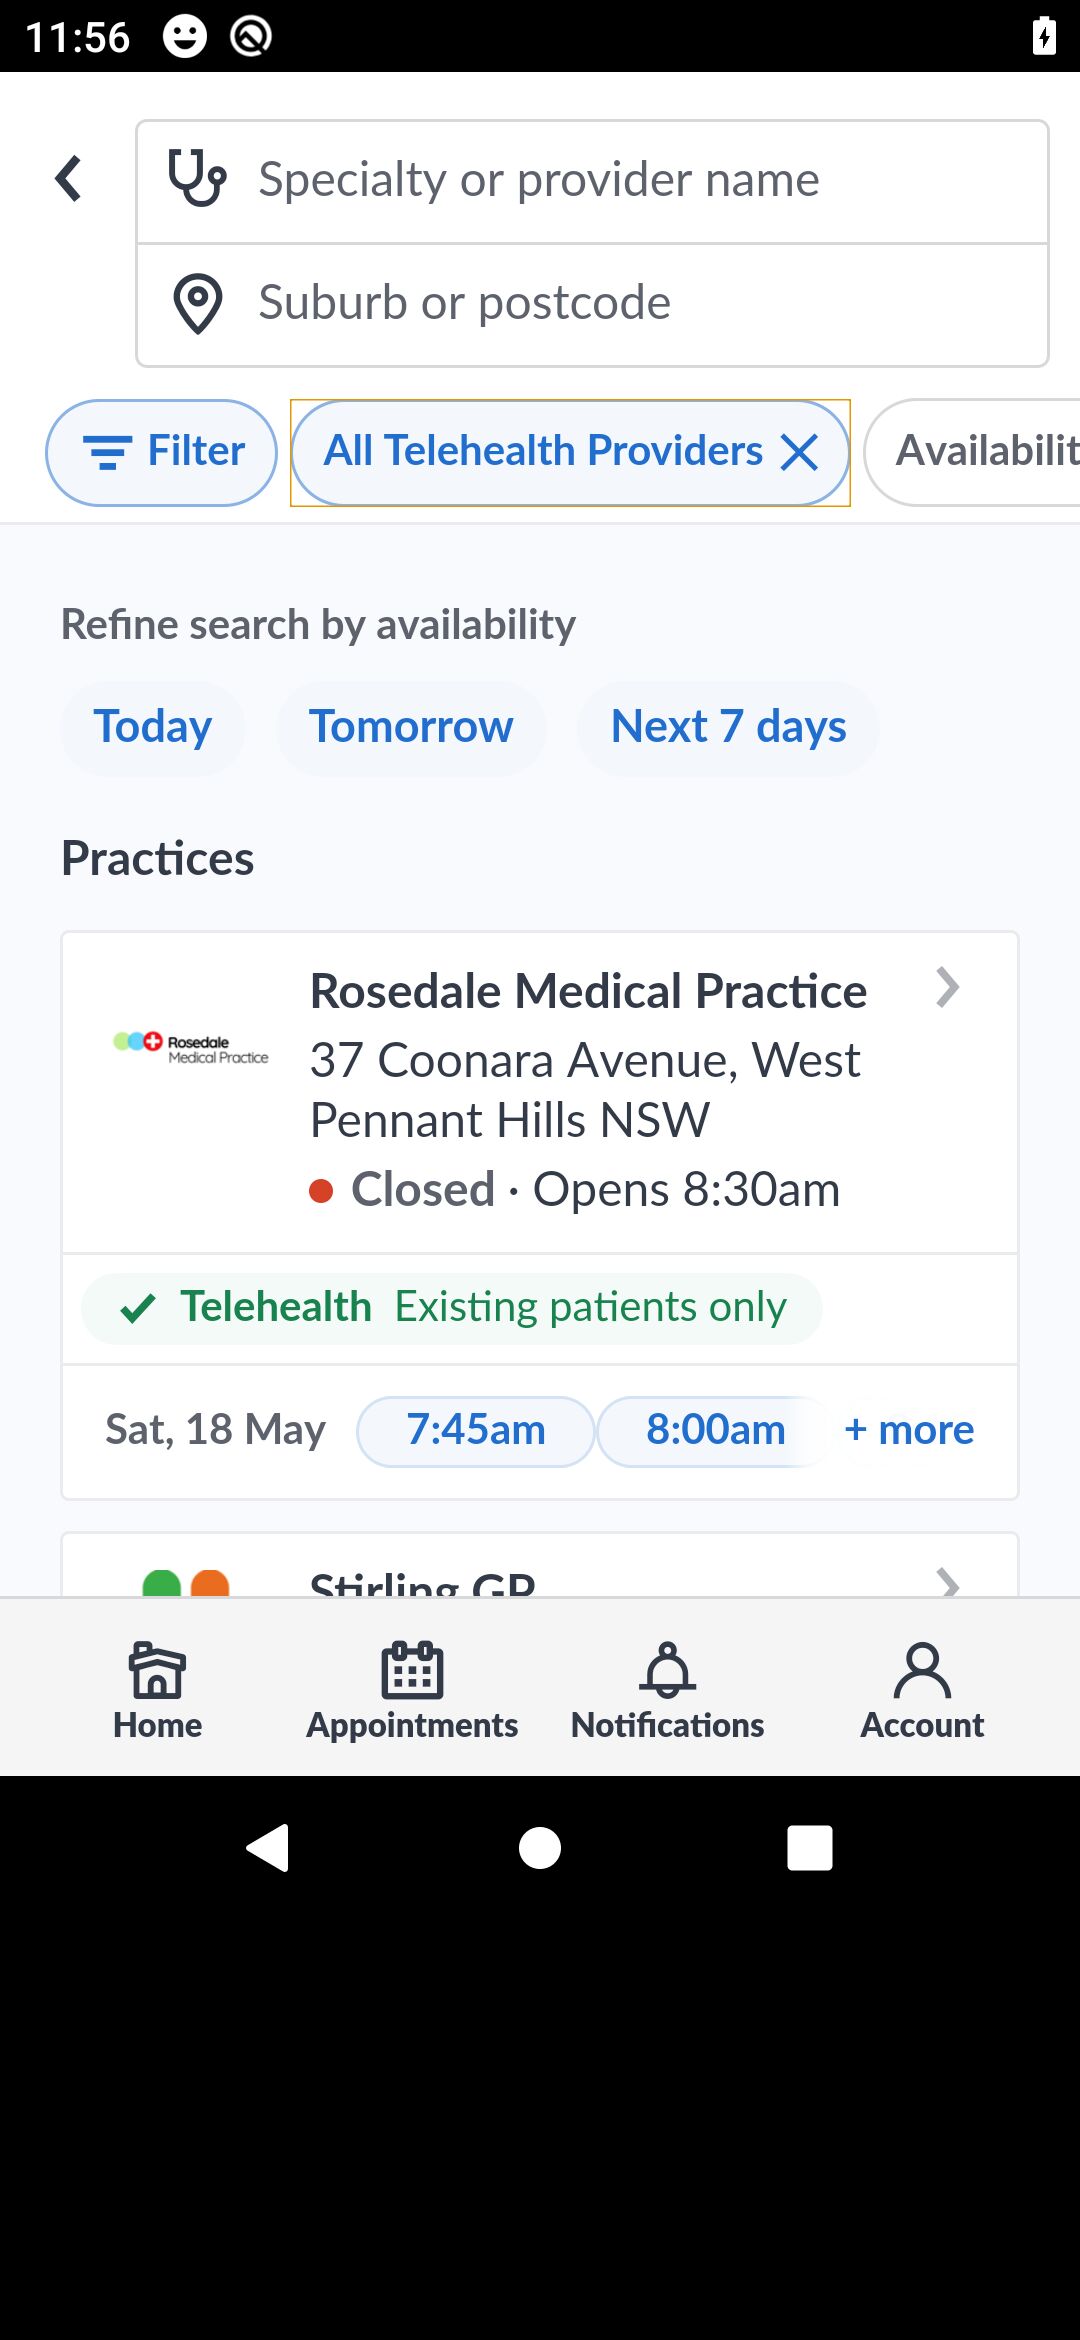 11:56
Specialty or provider name
Suburb or postcode
Filter
All Telehealth Providers
Availabilit
Refine search by availability
Today
Tomorrow
Next 7 days
Practices
Rosedale Medical Practice
Rosedale
Medical Practice
37 Coonara Avenue, West
Pennant Hills NSW
Closed · Opens 8:30am
Telehealth Existing patients only
Sat, 18 May
7:45am
8:00am
+ more
Stirling GP
Home
Appointments
Notifications
Account